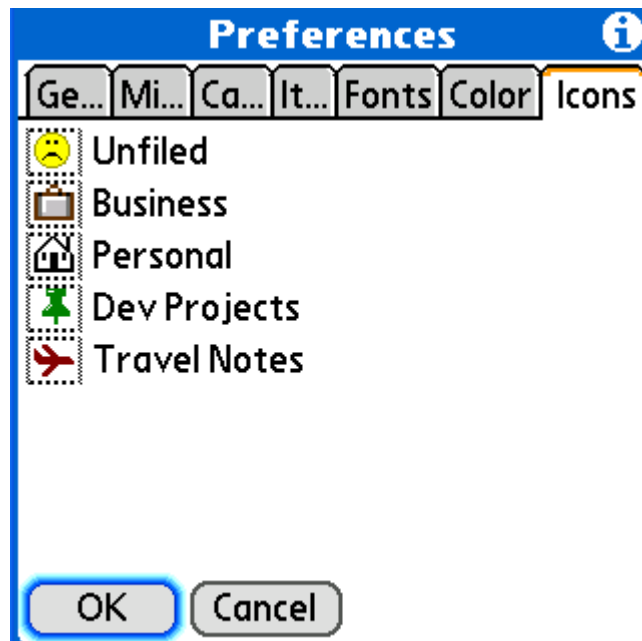 Preferences
Ge... Mi... Ca... It... Fonts Color Icons
Unfiled
Business
Personal
Dev Projects
Travel Notes
OK Cancel